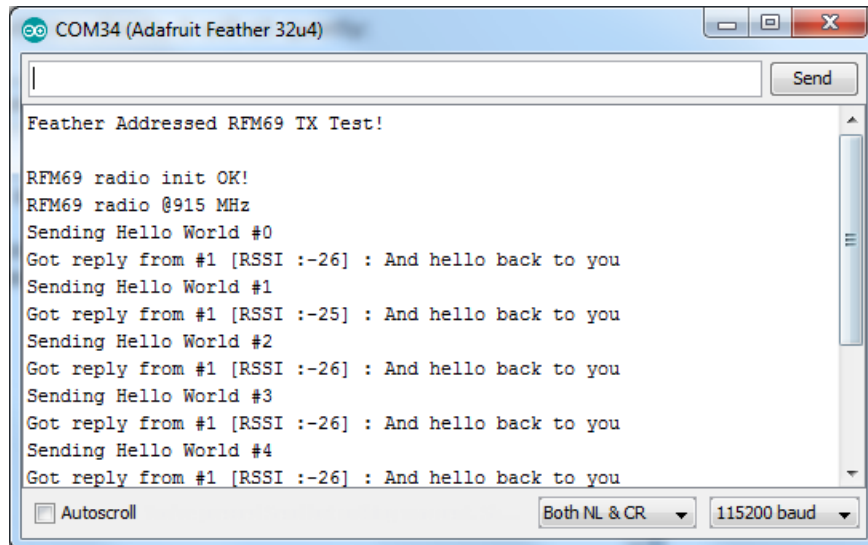 COM34 (Adafruit Feather 32u4)
Send
Feather Addressed RFM69 TX Test!
RFM69 radio init OK!
RFM69 radio @915 MHz
Sending Hello World #0
Got reply from #1 [RSSI :-26] : And hello back to you
Sending Hello World #1
Got reply from #1 [RSSI :-25] : And hello back to you
Sending Hello World #2
Got reply from #1 [RSSI :-26] : And hello back to you
Sending Hello World #3
Got reply from #1 [RSSI :-26] : And hello back to you
Sending Hello World #4
Got reply from #1 [RSSI :-26] : And hello back to you
Autoscroll
Both NL & CR
115200 baud